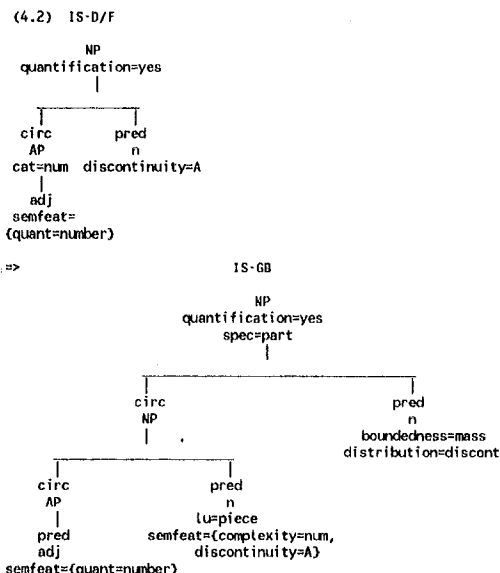 (4.2) IS-D/F
NP
quantification=yes
circ pred
AP n
cat=num discontinuity=A
adj
semfeat=
{quant=number}
=> IS-GB
NP
quantification=yes
spec=part
circ pred
NP n
boundedness=mass
distribution=discont
circ pred
AP n
lu=piece
pred semfeat={complexity=num,
adj discontinuity=A}
semfeat={quant=number}